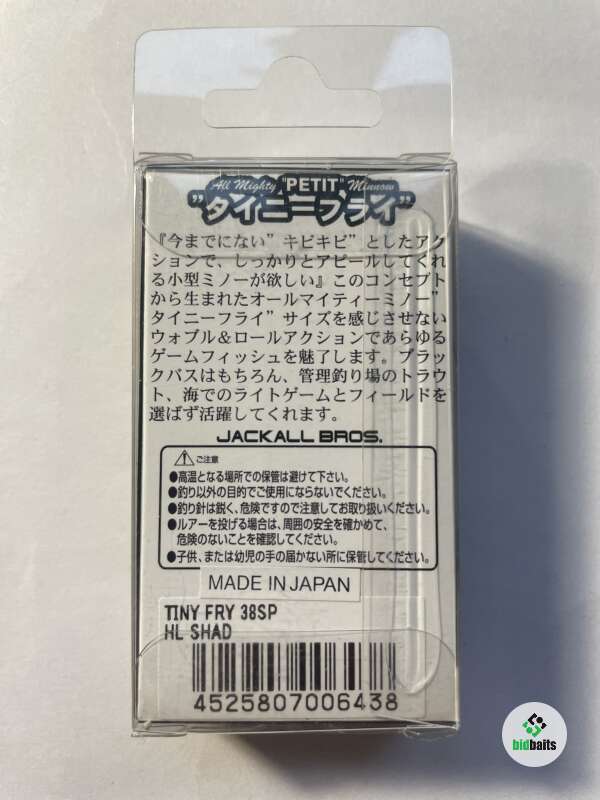 All Mighty "PETIT" Minnow
"タイニーフライ"
『今までにない"キビキビ"としたアク
ションで、しっかりとアピールしてくれ
る小型ミノーが欲しい』このコンセプト
から生まれたオールマイティーミノー"
タイニーフライ"サイズを感じさせない
ウォブル＆ロールアクションであらゆる
ゲームフィッシュを魅了します。ブラッ
クバスはもちろん、管理釣り場のトラウ
ト、海でのライトゲームとフィールドを
選ばず活躍してくれます。
JACKALL BROS.
ご注意
●高温となる場所での保管は避けて下さい。
●釣り以外の目的でご使用にならないでください。
●釣り針は鋭く、危険ですので注意してお取り扱いください。
●ルアーを投げる場合は、周囲の安全を確かめて、
危険のないことを確認してください。
●子供、または幼児の手の届かない所に保管してください。
MADE IN JAPAN
TINY FRY 38SP
HL SHAD
4525807006438
bidbaits